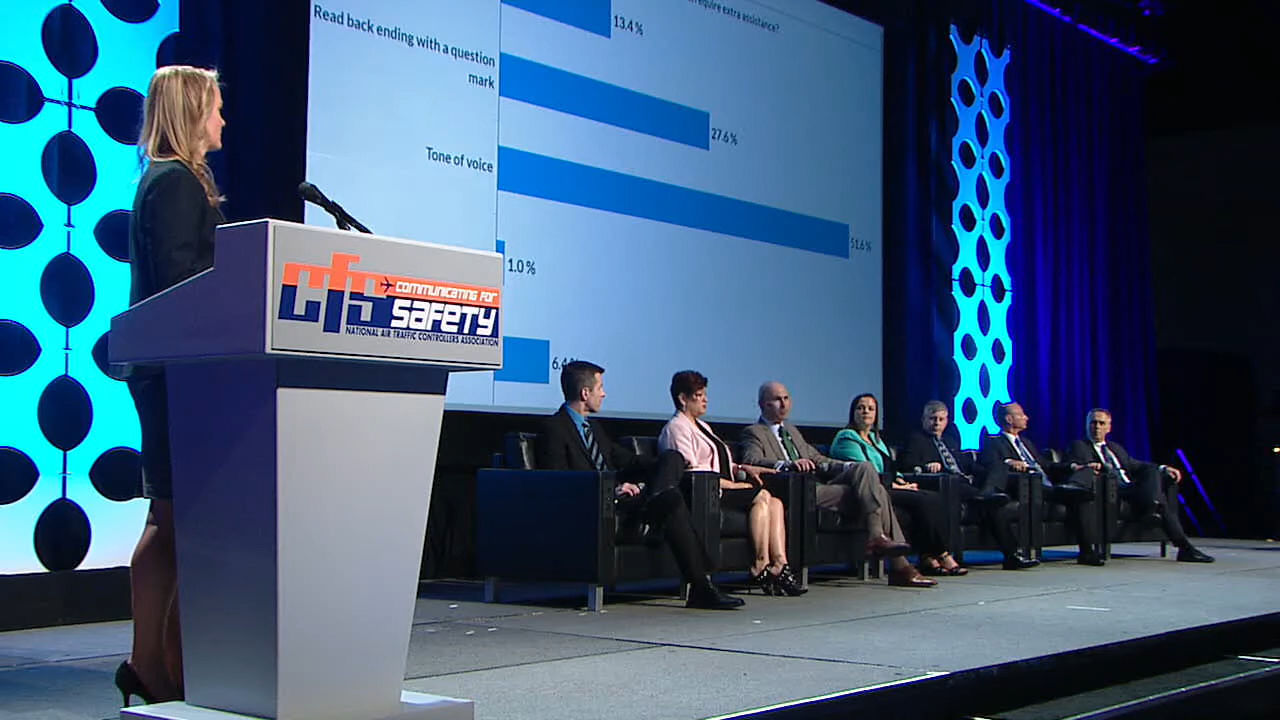 require extra assistance?
13.4 %
Read back ending with a question
mark
27.6 %
Tone of voice
51.6 %
1.0 %
6.4
cfs COMMUNICATING FOR
SAFETY
NATIONAL AIR TRAFFIC CONTROLLERS ASSOCIATION